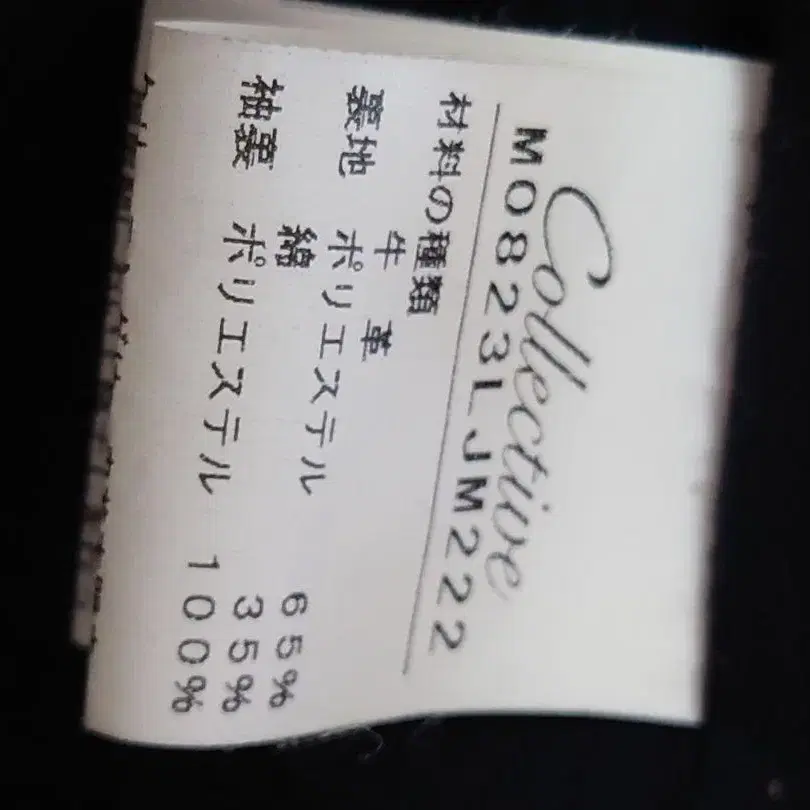 Collective
M0823LJM222
材料の種類
牛 革
裏地 ポリエステル 65%
綿 35%
袖裏 ポリエステル 100%